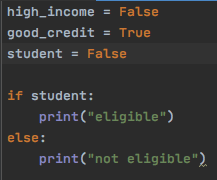 high_income = False
good_credit = True
student = False

if student:
    print("eligible")
else:
    print("not eligible")